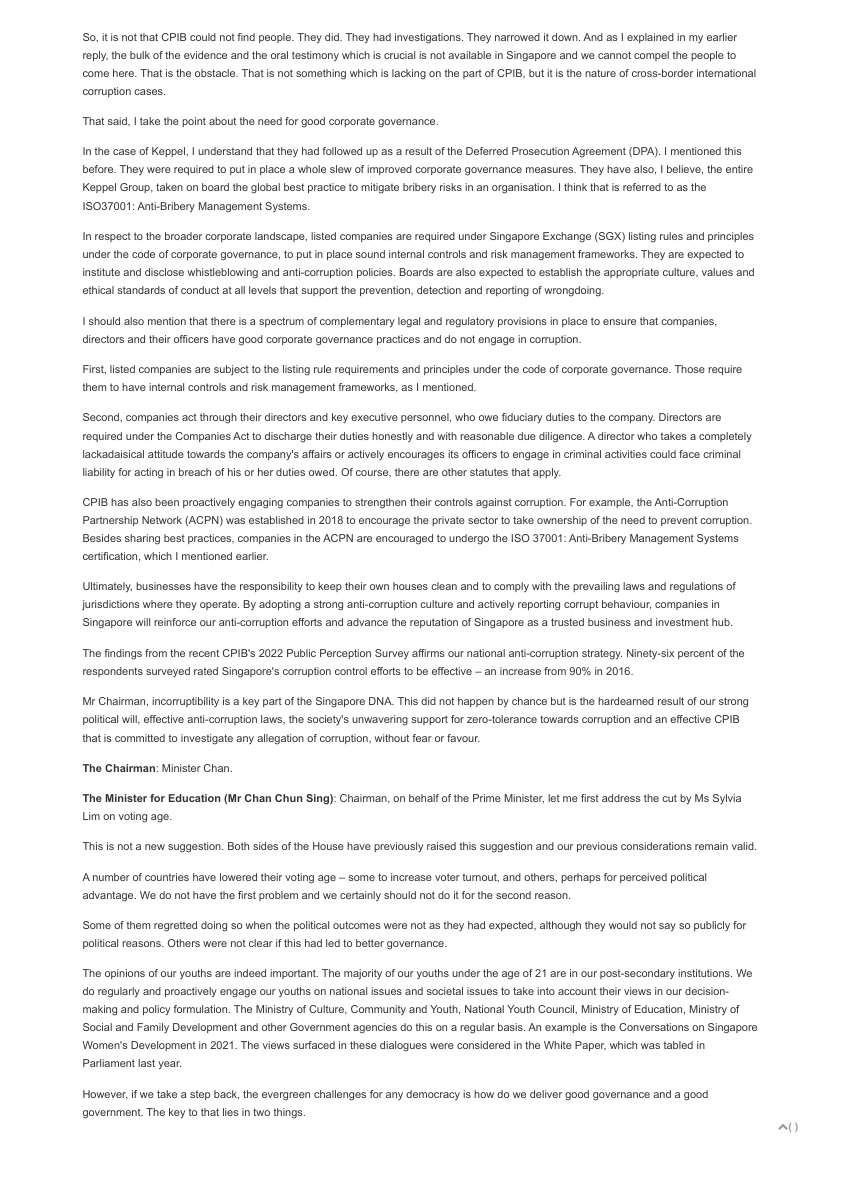 So, it is not that CPIB could not find people. They did. They had investigations. They narrowed it down. And as I explained in my earlier
reply, the bulk of the evidence and the oral testimony which is crucial is not available in Singapore and we cannot compel the people to
come here. That is the obstacle. That is not something which is lacking on the part of CPIB, but it is the nature of cross-border international
corruption cases.
That said, I take the point about the need for good corporate governance.
In the case of Keppel, I understand that they had followed up as a result of the Deferred Prosecution Agreement (DPA). I mentioned this
before. They were required to put in place a whole slew of improved corporate governance measures. They have also, I believe, the entire
Keppel Group, taken on board the global best practice to mitigate bribery risks in an organisation. I think that is referred to as the
ISO37001: Anti-Bribery Management Systems.
In respect to the broader corporate landscape, listed companies are required under Singapore Exchange (SGX) listing rules and principles
under the code of corporate governance, to put in place sound internal controls and risk management frameworks. They are expected to
institute and disclose whistleblowing and anti-corruption policies. Boards are also expected to establish the appropriate culture, values and
ethical standards of conduct at all levels that support the prevention, detection and reporting of wrongdoing.
I should also mention that there is a spectrum of complementary legal and regulatory provisions in place to ensure that companies,
directors and their officers have good corporate governance practices and do not engage in corruption.
First, listed companies are subject to the listing rule requirements and principles under the code of corporate governance. Those require
them to have internal controls and risk management frameworks, as I mentioned.
Second, companies act through their directors and key executive personnel, who owe fiduciary duties to the company. Directors are
required under the Companies Act to discharge their duties honestly and with reasonable due diligence. A director who takes a completely
lackadaisical attitude towards the company's affairs or actively encourages its officers to engage in criminal activities could face criminal
liability for acting in breach of his or her duties owed. Of course, there are other statutes that apply.
CPIB has also been proactively engaging companies to strengthen their controls against corruption. For example, the Anti-Corruption
Partnership Network (ACPN) was established in 2018 to encourage the private sector to take ownership of the need to prevent corruption.
Besides sharing best practices, companies in the ACPN are encouraged to undergo the ISO 37001: Anti-Bribery Management Systems
certification, which I mentioned earlier.
Ultimately, businesses have the responsibility to keep their own houses clean and to comply with the prevailing laws and regulations of
jurisdictions where they operate. By adopting a strong anti-corruption culture and actively reporting corrupt behaviour, companies in
Singapore will reinforce our anti-corruption efforts and advance the reputation of Singapore as a trusted business and investment hub.
The findings from the recent CPIB's 2022 Public Perception Survey affirms our national anti-corruption strategy. Ninety-six percent of the
respondents surveyed rated Singapore's corruption control efforts to be effective – an increase from 90% in 2016.
Mr Chairman, incorruptibility is a key part of the Singapore DNA. This did not happen by chance but is the hardearned result of our strong
political will, effective anti-corruption laws, the society's unwavering support for zero-tolerance towards corruption and an effective CPIB
that is committed to investigate any allegation of corruption, without fear or favour.
The Chairman: Minister Chan.
The Minister for Education (Mr Chan Chun Sing): Chairman, on behalf of the Prime Minister, let me first address the cut by Ms Sylvia
Lim on voting age.
This is not a new suggestion. Both sides of the House have previously raised this suggestion and our previous considerations remain valid.
A number of countries have lowered their voting age – some to increase voter turnout, and others, perhaps for perceived political
advantage. We do not have the first problem and we certainly should not do it for the second reason.
Some of them regretted doing so when the political outcomes were not as they had expected, although they would not say so publicly for
political reasons. Others were not clear if this had led to better governance.
The opinions of our youths are indeed important. The majority of our youths under the age of 21 are in our post-secondary institutions. We
do regularly and proactively engage our youths on national issues and societal issues to take into account their views in our decision-
making and policy formulation. The Ministry of Culture, Community and Youth, National Youth Council, Ministry of Education, Ministry of
Social and Family Development and other Government agencies do this on a regular basis. An example is the Conversations on Singapore
Women's Development in 2021. The views surfaced in these dialogues were considered in the White Paper, which was tabled in
Parliament last year.
However, if we take a step back, the evergreen challenges for any democracy is how do we deliver good governance and a good
government. The key to that lies in two things.
( )